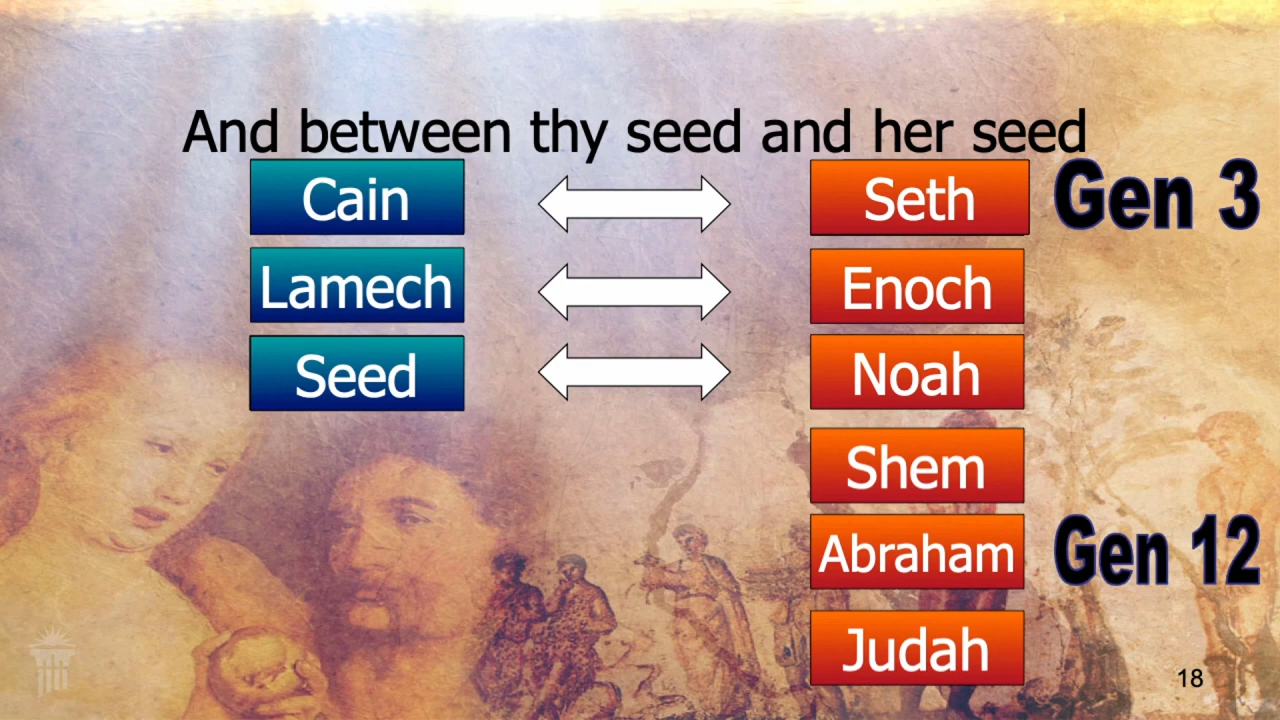 And between thy seed and her seed
Cain
Seth
Gen 3
Lamech
Enoch
Seed
Noah
Shem
Abraham
Gen 12
Judah
18